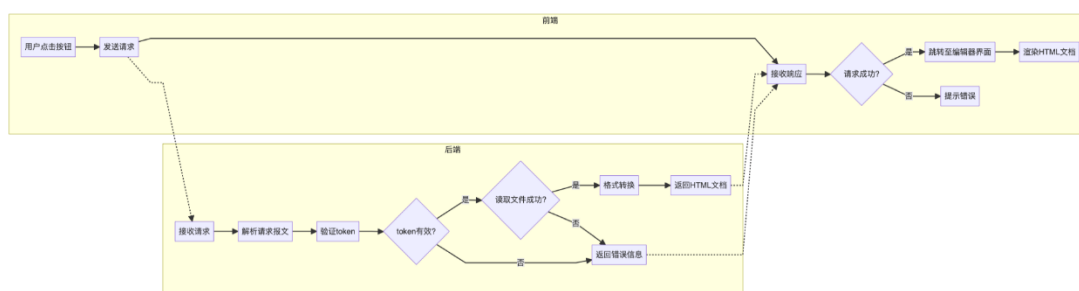 前端
用户点击按钮
发送请求
接收响应
请求成功?
是
跳转至编辑器界面
渲染HTML文档
否
提示错误
后端
接收请求
解析请求报文
验证token
token有效?
是
读取文件成功?
是
格式转换
返回HTML文档
否
返回错误信息
否